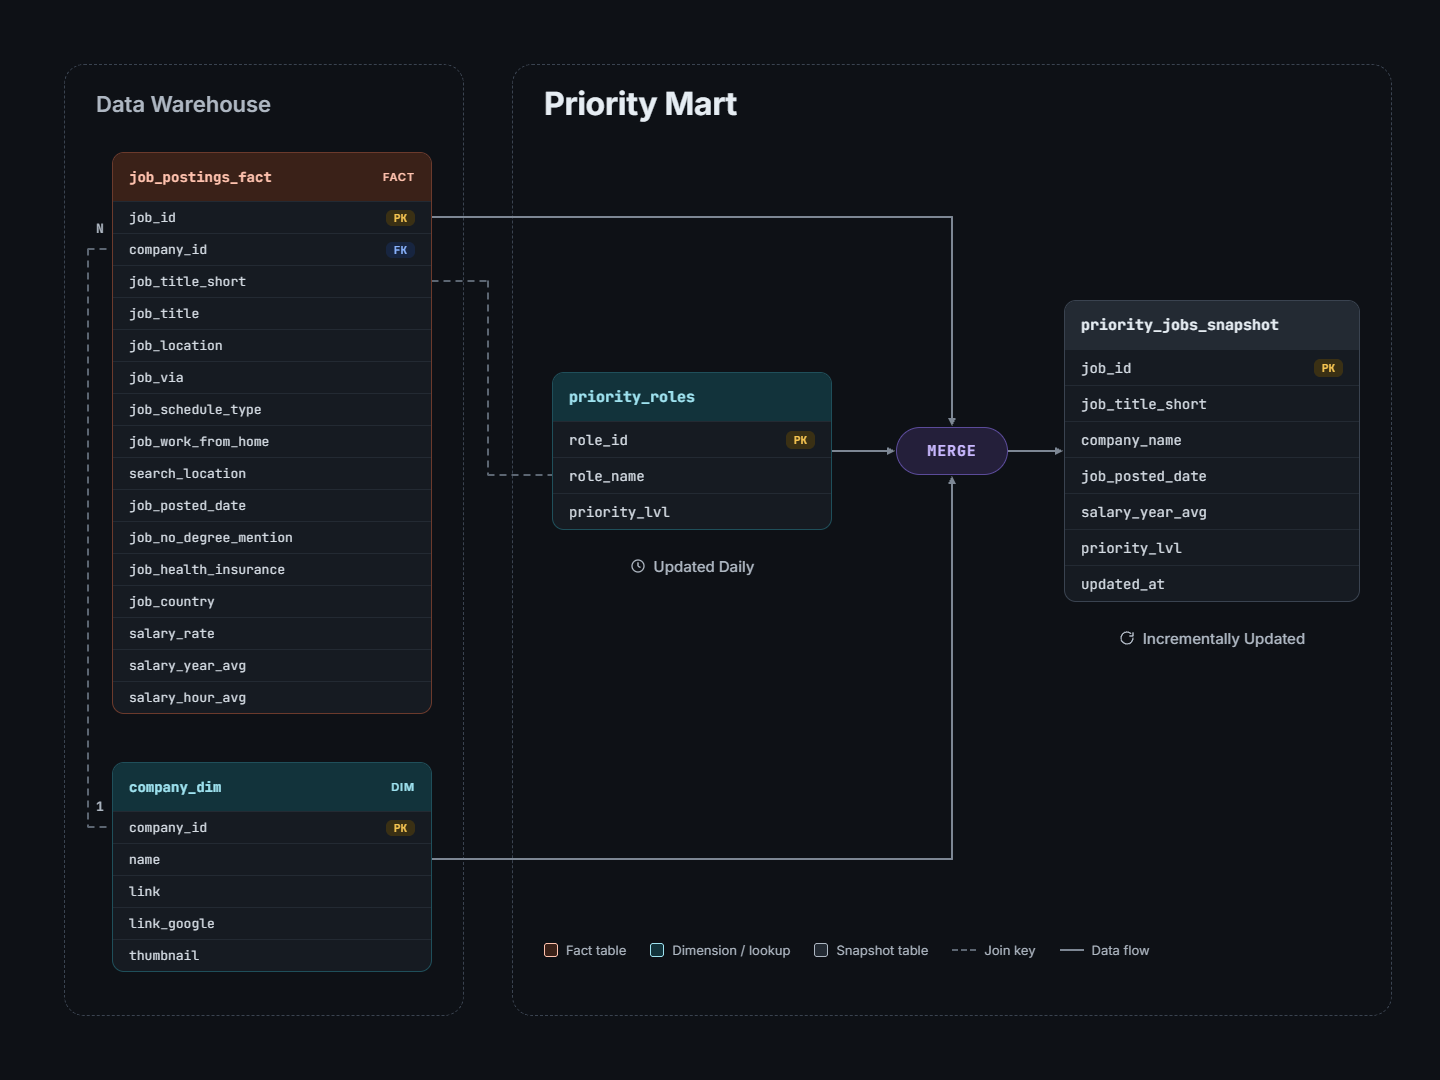 Data Warehouse
job_postings_fact FACT
job_id PK
N
company_id FK
job_title_short
job_title
job_location
job_via
job_schedule_type
job_work_from_home
search_location
job_posted_date
job_no_degree_mention
job_health_insurance
job_country
salary_rate
salary_year_avg
salary_hour_avg
company_dim DIM
1
company_id PK
name
link
link_google
thumbnail
Priority Mart
priority_roles
role_id PK
role_name
priority_lvl
Updated Daily
MERGE
priority_jobs_snapshot
job_id PK
job_title_short
company_name
job_posted_date
salary_year_avg
priority_lvl
updated_at
Incrementally Updated
Fact table Dimension / lookup Snapshot table Join key Data flow